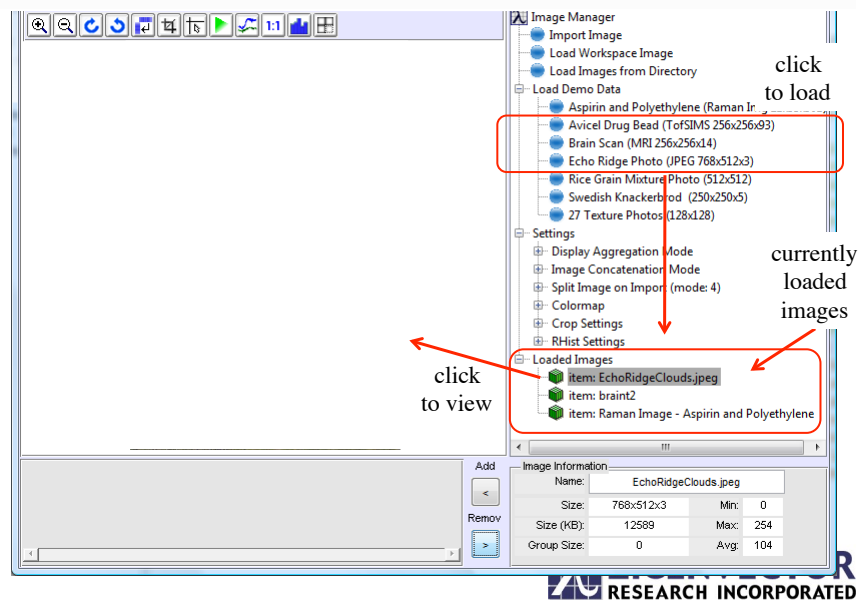 1:1
Image Manager
Import Image
Load Workspace Image
Load Images from Directory
click
to load
Load Demo Data
Aspirin and Polyethylene (Raman
Avicel Drug Bead (TofSIMS 256x256x93)
Brain Scan (MRI 256x256x14)
Echo Ridge Photo (JPEG 768x512x3)
Rice Grain Mixture Photo (512x512)
Swedish Knackerbrod (250x250x5)
27 Texture Photos (128x128)
Settings
Display Aggregation Mode
Image Concatenation Mode
Split Image on Import (mode: 4)
Colormap
Crop Settings
RHist Settings
currently
loaded
images
Loaded Images
item: EchoRidgeClouds.jpeg
item: braint2
item: Raman Image - Aspirin and Polyethylene
click
to view
Add
<
Remov
>
Image Information
Name: EchoRidgeClouds.jpeg
Size: 768x512x3 Min: 0
Size (KB): 12589 Max: 254
Group Size: 0 Avg: 104
RESEARCH INCORPORATED